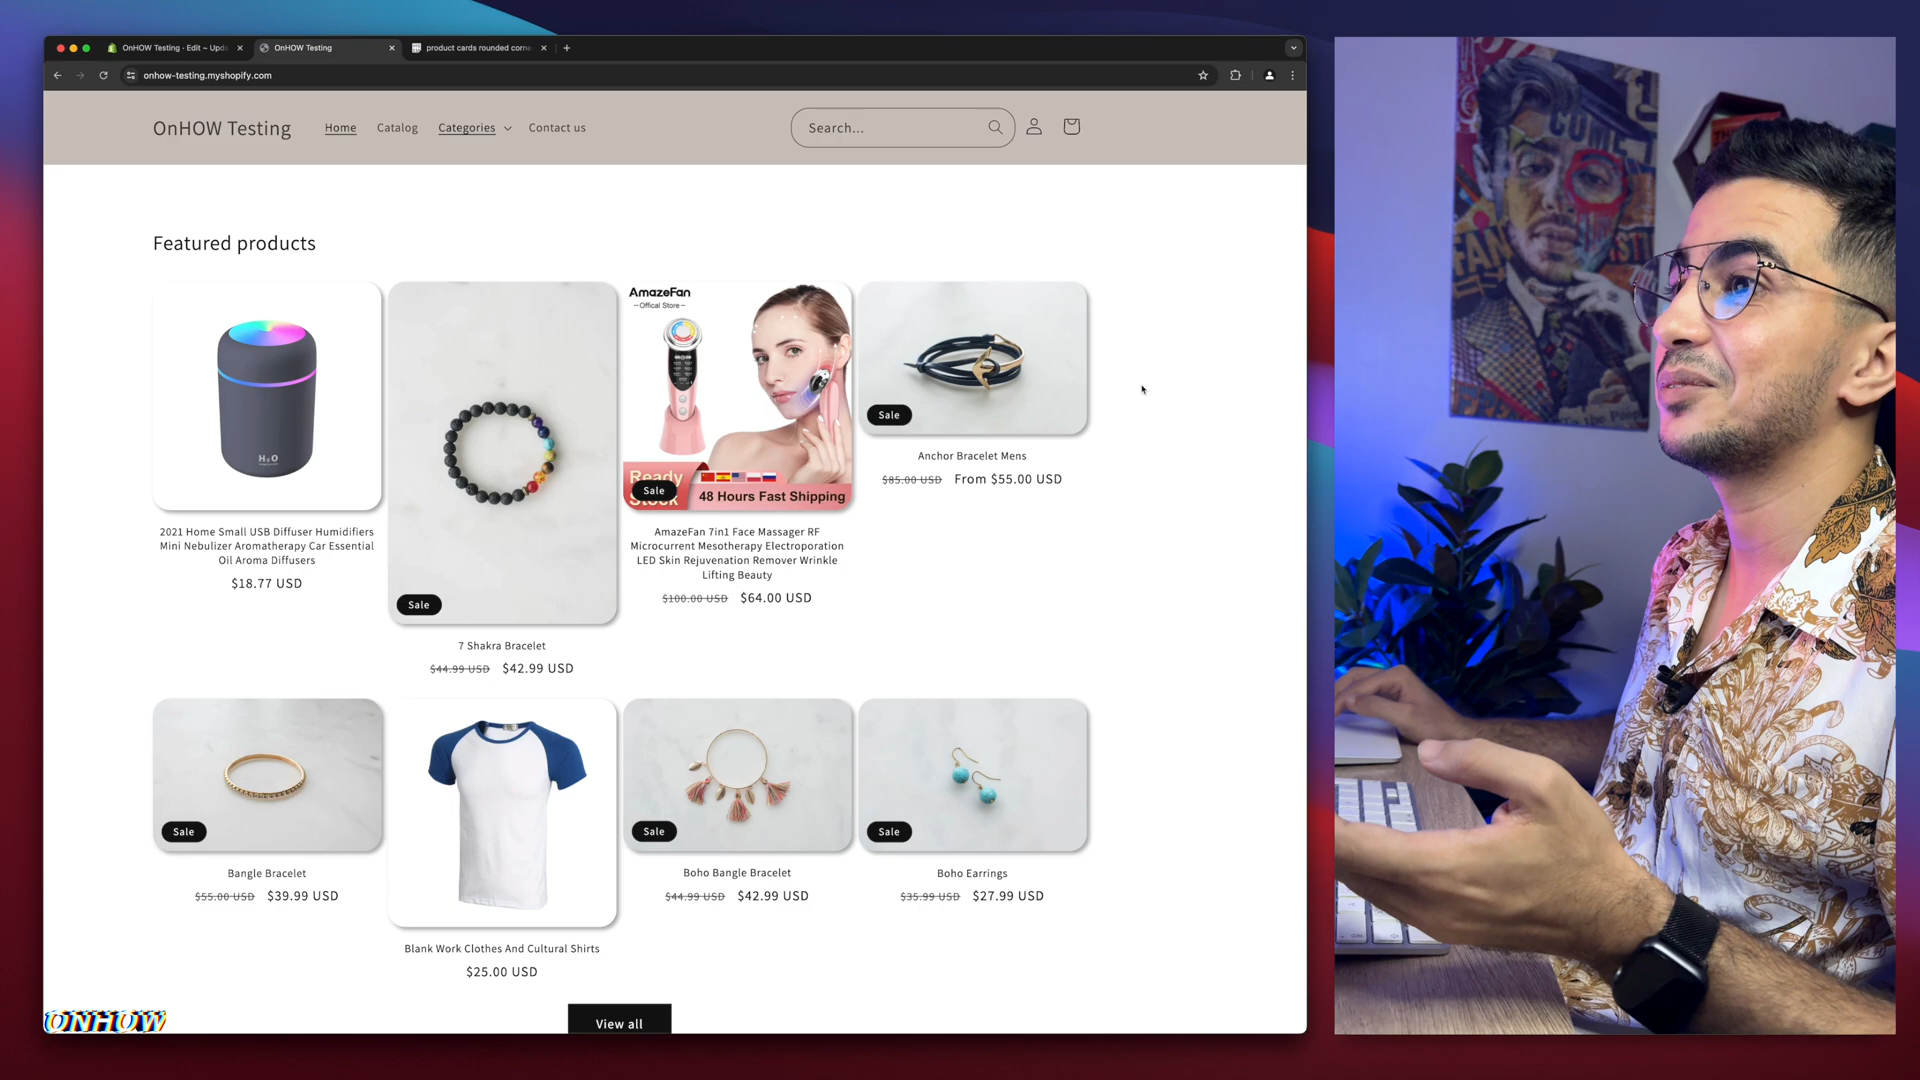 OnHOW Testing - Edit ~ Upd
OnHOW Testing
product cards rounded corne
onhow-testing.myshopify.com
OnHOW Testing
Home
Catalog
Categories
Contact us
Search...
Featured products
H2O
AmazeFan
—Offical Store—
Ready
Stock
48 Hours Fast Shipping
Sale
Sale
Sale
Anchor Bracelet Mens
$85.00 USD From $55.00 USD
2021 Home Small USB Diffuser Humidifiers
Mini Nebulizer Aromatherapy Car Essential
Oil Aroma Diffusers
$18.77 USD
AmazeFan 7in1 Face Massager RF
Microcurrent Mesotherapy Electroporation
LED Skin Rejuvenation Remover Wrinkle
Lifting Beauty
$100.00 USD $64.00 USD
7 Shakra Bracelet
$44.99 USD $42.99 USD
Sale
Sale
Sale
Bangle Bracelet
$55.00 USD $39.99 USD
Boho Bangle Bracelet
$44.99 USD $42.99 USD
Boho Earrings
$35.99 USD $27.99 USD
Blank Work Clothes And Cultural Shirts
$25.00 USD
View all
ONHOW